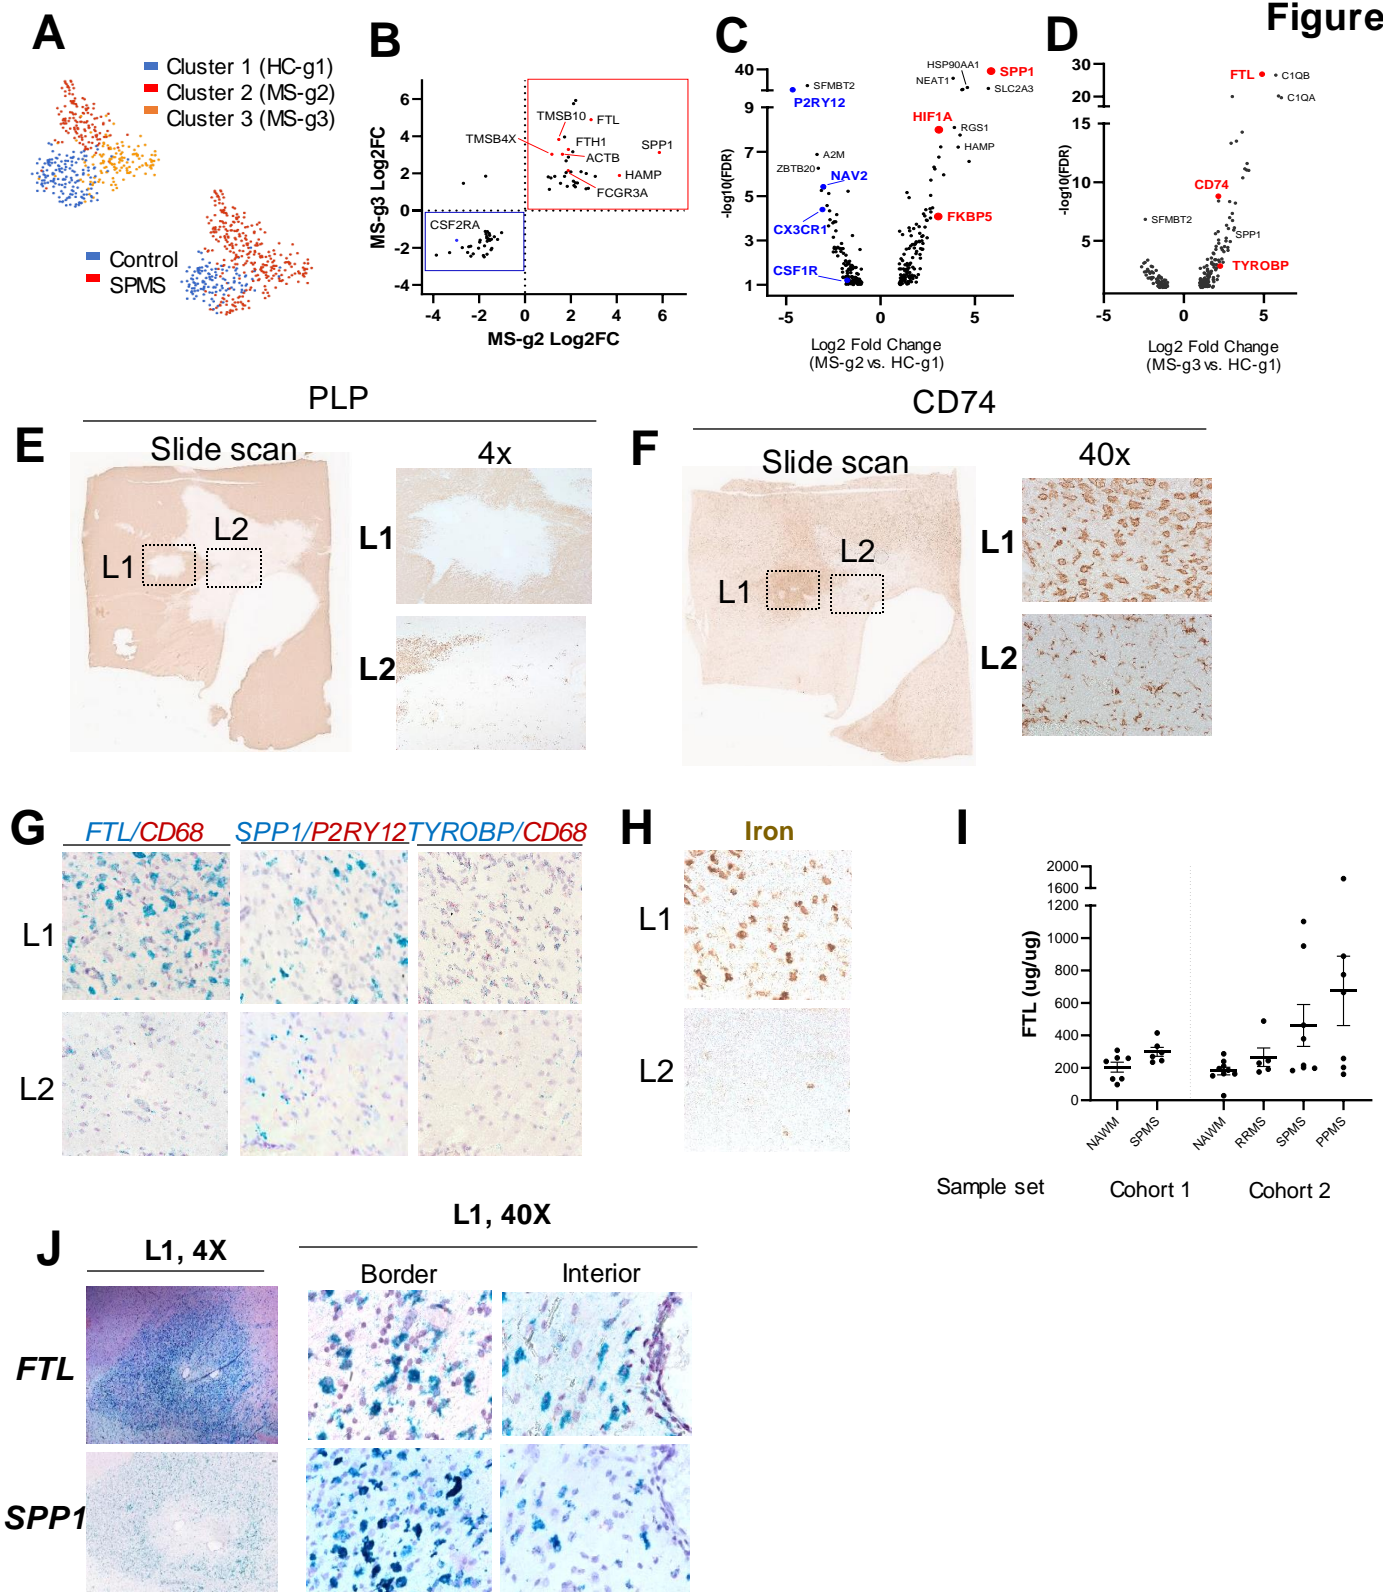 Figure
A
Cluster 1 (HC-g1)
Cluster 2 (MS-g2)
Cluster 3 (MS-g3)
Control
SPMS
B
MS-g3 Log2FC
6
4
2
0
-2
-4
TMSB10
FTL
TMSB4X
FTH1
SPP1
ACTB
HAMP
FCGR3A
CSF2RA
-4
-2
0
2
4
6
MS-g2 Log2FC
C
-log10(FDR)
40
9
7
5
3
1
HSP90AA1
SPP1
SFMBT2
NEAT1
SLC2A3
P2RY12
HIF1A
RGS1
HAMP
A2M
ZBTB20
NAV2
FKBP5
CX3CR1
CSF1R
-5
0
5
Log2 Fold Change
(MS-g2 vs. HC-g1)
D
-log10(FDR)
30
20
15
10
5
FTL
C1QB
C1QA
CD74
SFMBT2
SPP1
TYROBP
-5
0
5
Log2 Fold Change
(MS-g3 vs. HC-g1)
PLP
E
Slide scan
4x
L2
L1
L1
L2
CD74
F
Slide scan
40x
L2
L1
L1
L2
G
FTL/CD68
SPP1/P2RY12
TYROBP/CD68
L1
L2
H
Iron
L1
L2
I
FTL (ug/ug)
2000
1600
1200
1000
800
600
400
200
0
NAWM
SPMS
NAWM
RRMS
SPMS
PPMS
Sample set
Cohort 1
Cohort 2
J
L1, 4X
L1, 40X
Border
Interior
FTL
SPP1